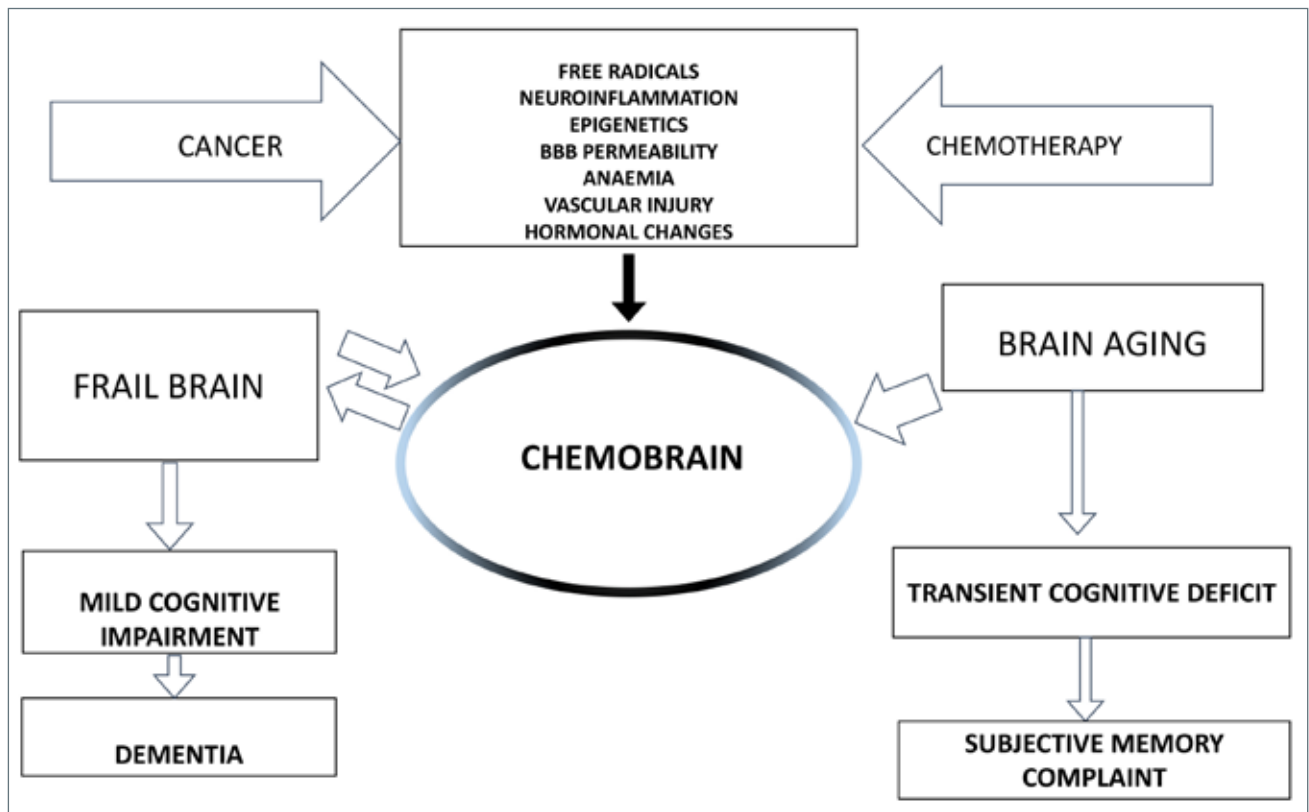 FREE RADICALS
NEUROINFLAMMATION
EPIGENETICS
BBB PERMEABILITY
ANAEMIA
VASCULAR INJURY
HORMONAL CHANGES
CANCER
CHEMOTHERAPY
FRAIL BRAIN
BRAIN AGING
CHEMOBRAIN
MILD COGNITIVE
IMPAIRMENT
DEMENTIA
TRANSIENT COGNITIVE DEFICIT
SUBJECTIVE MEMORY
COMPLAINT